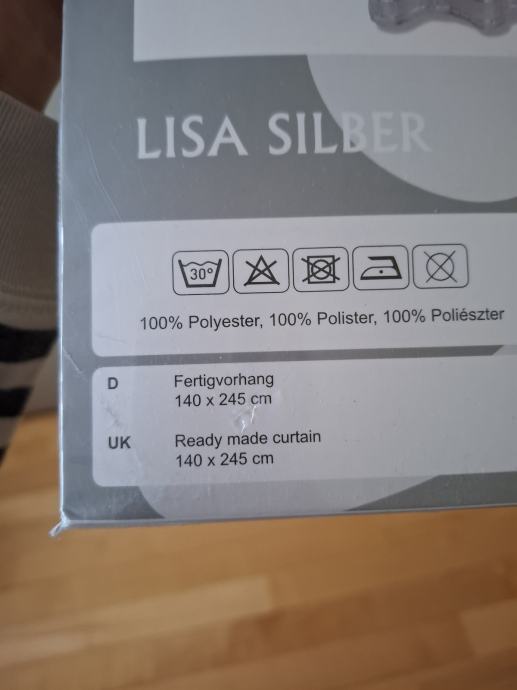 LISA SILBER
30°
100% Polyester, 100% Polister, 100% Poliészter
D Fertigvorhang
140 x 245 cm
UK Ready made curtain
140 x 245 cm